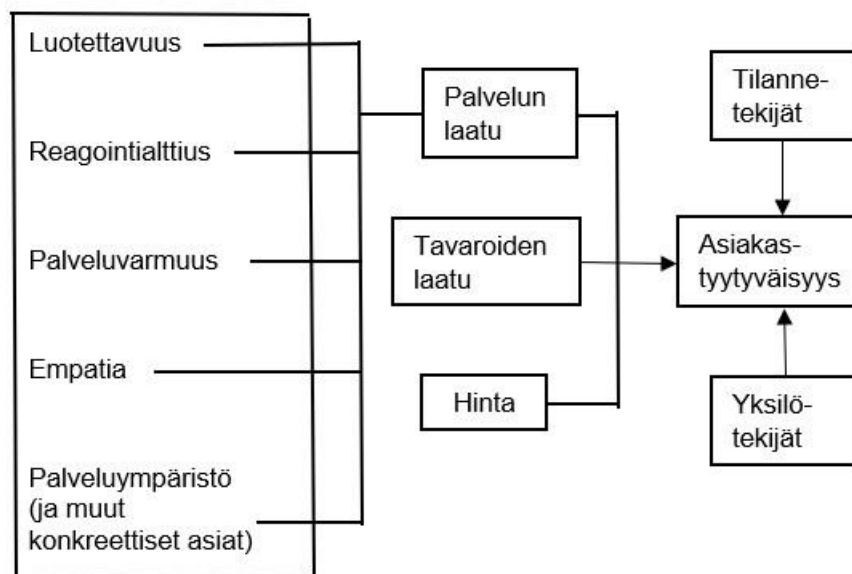 Luotettavuus
Reagointialttius
Palveluvarmuus
Empatia
Palveluympäristö
(ja muut
konkreettiset asiat)
Palvelun
laatu
Tavaroiden
laatu
Hinta
Tilanne-
tekijät
Asiakas-
tyytyväisyys
Yksilö-
tekijät